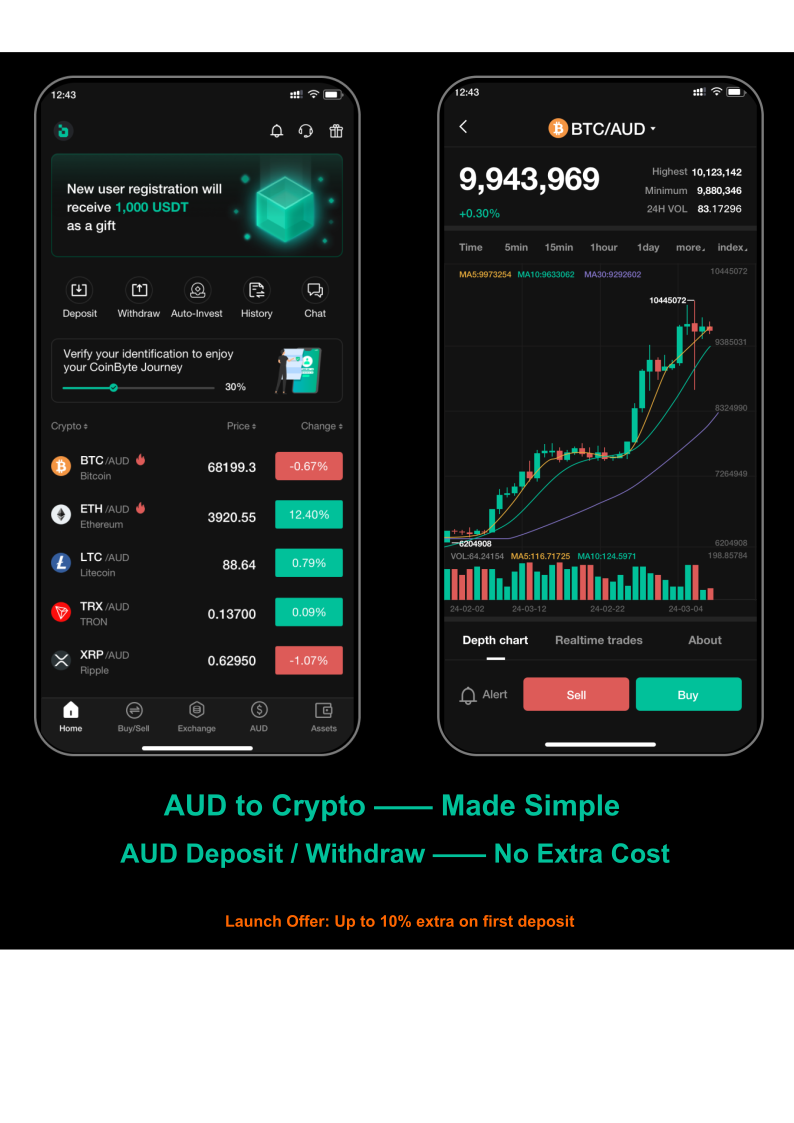 12:43
New user registration will
receive 1,000 USDT
as a gift
Deposit Withdraw Auto-Invest History Chat
Verify your identification to enjoy
your CoinByte Journey
30%
Crypto Price Change
BTC /AUD
Bitcoin
68199.3 -0.67%
ETH /AUD
Ethereum
3920.55 12.40%
LTC /AUD
Litecoin
88.64 0.79%
TRX /AUD
TRON
0.13700 0.09%
XRP /AUD
Ripple
0.62950 -1.07%
Home Buy/Sell Exchange AUD Assets
12:43
BTC/AUD
9,943,969
+0.30%
Highest 10,123,142
Minimum 9,880,346
24H VOL 83.17296
Time 5min 15min 1hour 1day more index
MA5:9973254 MA10:9633062 MA30:9292602
10445072
10445072
9385031
8324990
7264949
6204908
6204908
VOL:64.24154 MA5:116.71725 MA10:124.5971 198.85784
24-02-02 24-03-12 24-02-22 24-03-04
Depth chart Realtime trades About
Alert Sell Buy
AUD to Crypto —— Made Simple
AUD Deposit / Withdraw —— No Extra Cost
Launch Offer: Up to 10% extra on first deposit